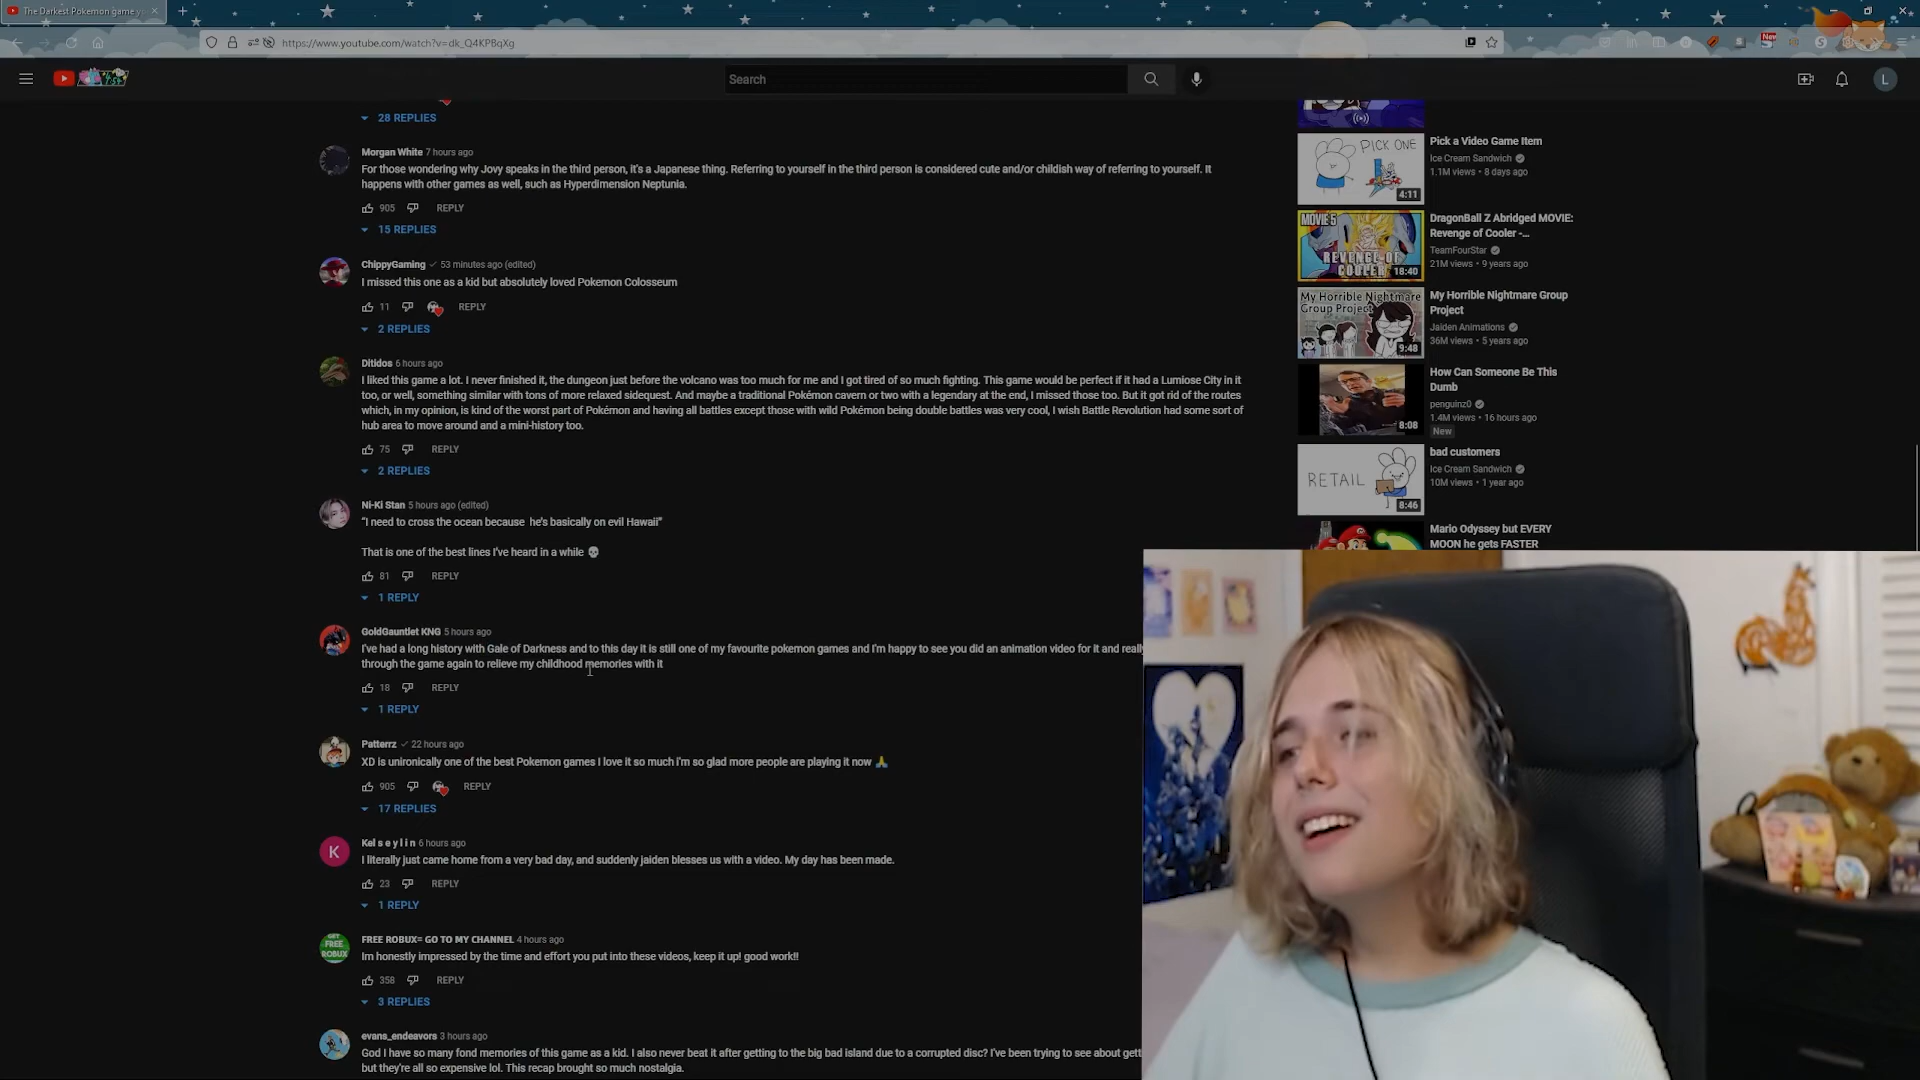 The Darkest Pokemon game y
https://www.youtube.com/watch?v=dk_Q4KPBqXg
New
Search
L
28 REPLIES
Morgan White 7 hours ago
For those wondering why Jovy speaks in the third person, it's a Japanese thing. Referring to yourself in the third person is considered cute and/or childish way of referring to yourself. It
happens with other games as well, such as Hyperdimension Neptunia.
905 REPLY
15 REPLIES
ChippyGaming 53 minutes ago (edited)
I missed this one as a kid but absolutely loved Pokemon Colosseum
11 REPLY
2 REPLIES
Ditidos 6 hours ago
I liked this game a lot. I never finished it, the dungeon just before the volcano was too much for me and I got tired of so much fighting. This game would be perfect if it had a Lumiose City in it
too, or well, something similar with tons of more relaxed sidequest. And maybe a traditional Pokémon cavern or two with a legendary at the end, I missed those too. But it got rid of the routes
which, in my opinion, is kind of the worst part of Pokémon and having all battles except those with wild Pokémon being double battles was very cool, I wish Battle Revolution had some sort of
hub area to move around and a mini-history too.
75 REPLY
2 REPLIES
Ni-Ki Stan 5 hours ago (edited)
"I need to cross the ocean because he's basically on evil Hawaii"
That is one of the best lines I've heard in a while 💀
81 REPLY
1 REPLY
GoldGauntlet KNG 5 hours ago
I've had a long history with Gale of Darkness and to this day it is still one of my favourite pokemon games and I'm happy to see you did an animation video for it and reall
through the game again to relieve my childhood memories with it
18 REPLY
1 REPLY
Patterrz 22 hours ago
XD is unironically one of the best Pokemon games I love it so much i'm so glad more people are playing it now 🙏
905 REPLY
17 REPLIES
K
Kel s e y l i n 6 hours ago
I literally just came home from a very bad day, and suddenly jaiden blesses us with a video. My day has been made.
23 REPLY
1 REPLY
GET
FREE
ROBUX
FREE ROBUX= GO TO MY CHANNEL 4 hours ago
Im honestly impressed by the time and effort you put into these videos, keep it up! good work!!
358 REPLY
3 REPLIES
evans_endeavors 3 hours ago
God I have so many fond memories of this game as a kid. I also never beat it after getting to the big bad island due to a corrupted disc? I've been trying to see about gett
but they're all so expensive lol. This recap brought so much nostalgia.
PICK ONE
4:11
Pick a Video Game Item
Ice Cream Sandwich
1.1M views • 8 days ago
MOVIE 5
REVENGE OF
COOLER
18:40
DragonBall Z Abridged MOVIE:
Revenge of Cooler -...
TeamFourStar
21M views • 9 years ago
My Horrible Nightmare
Group Project
9:48
My Horrible Nightmare Group
Project
Jaiden Animations
36M views • 5 years ago
8:08
How Can Someone Be This
Dumb
penguinz0
1.4M views • 16 hours ago
New
RETAIL
8:46
bad customers
Ice Cream Sandwich
10M views • 1 year ago
Mario Odyssey but EVERY
MOON he gets FASTER